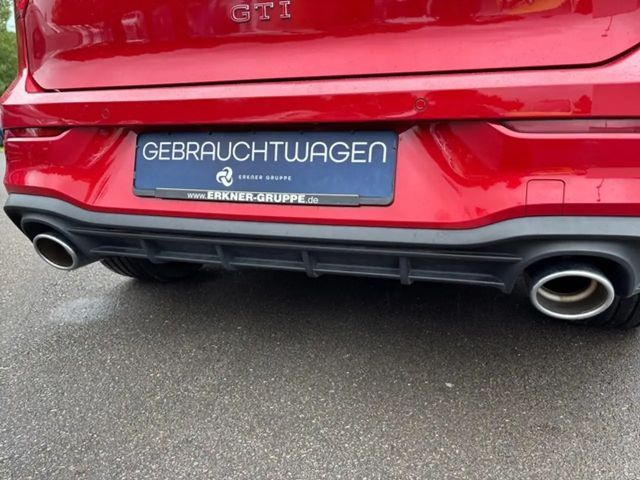 GTI
GEBRAUCHTWAGEN
ERKNER GRUPPE
www.ERKNER-GRUPPE.de